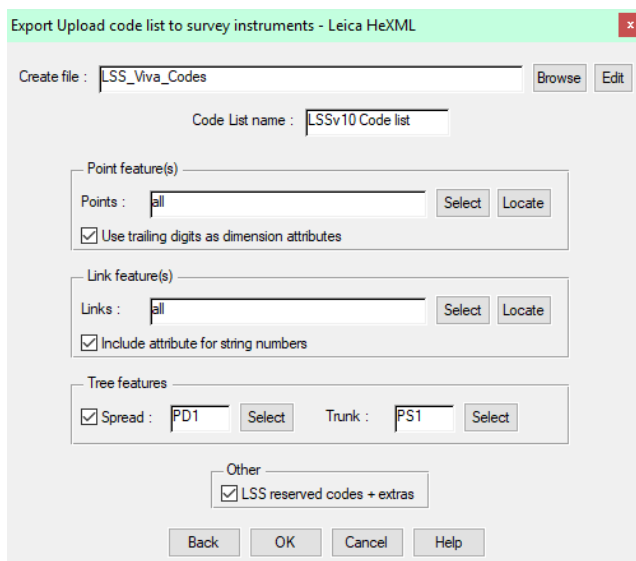 Export Upload code list to survey instruments - Leica HeXML x
Create file : LSS_Viva_Codes Browse Edit
Code List name : LSSv10 Code list
Point feature(s)
Points : all Select Locate
Use trailing digits as dimension attributes
Link feature(s)
Links : all Select Locate
Include attribute for string numbers
Tree features
Spread : PD1 Select Trunk : PS1 Select
Other
LSS reserved codes + extras
Back OK Cancel Help